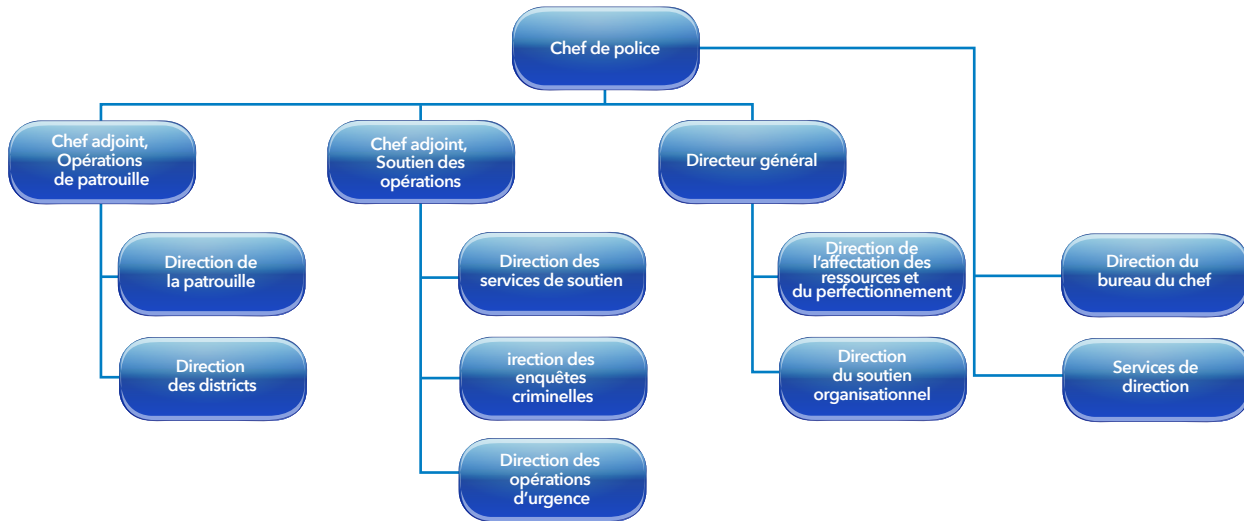 Chef de police
Chef adjoint,
Opérations
de patrouille
Chef adjoint,
Soutien des
opérations
Directeur général
Direction de
la patrouille
Direction des
services de soutien
Direction de
l'affectation des
ressources et
du perfectionnement
Direction du
bureau du chef
Direction
des districts
irection des
enquêtes
criminelles
Direction
du soutien
organisationnel
Services de
direction
Direction des
opérations
d'urgence